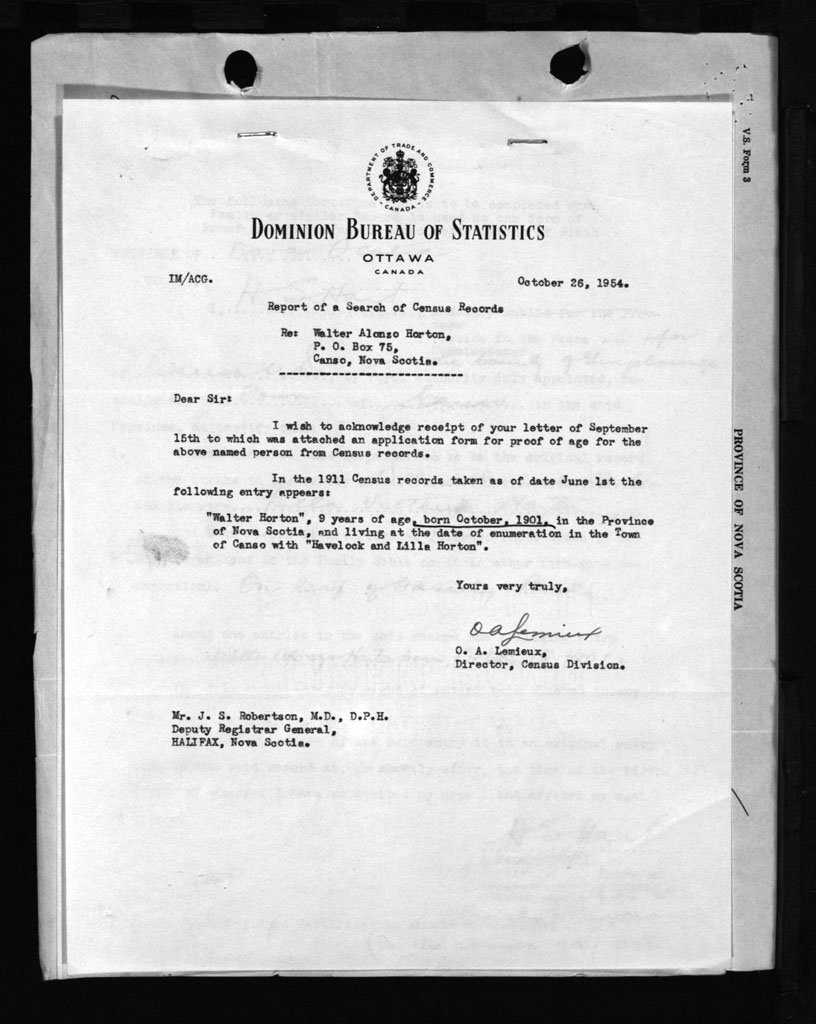 V.S. Form 3
DEPARTMENT OF TRADE AND COMMERCE
CANADA
DOMINION BUREAU OF STATISTICS
OTTAWA
CANADA
IM/ACG.
October 26, 1954.
Report of a Search of Census Records
Re: Walter Alonzo Horton,
P. O. Box 75,
Canso, Nova Scotia.
Dear Sir:
I wish to acknowledge receipt of your letter of September
15th to which was attached an application form for proof of age for the
above named person from Census records.
In the 1911 Census records taken as of date June 1st the
following entry appears:
"Walter Horton", 9 years of age, born October, 1901, in the Province
of Nova Scotia, and living at the date of enumeration in the Town
of Canso with "Havelock and Lilla Horton".
Yours very truly,
O A Lemieux
O. A. Lemieux,
Director, Census Division.
Mr. J. S. Robertson, M.D., D.P.H.
Deputy Registrar General,
HALIFAX, Nova Scotia.
PROVINCE OF NOVA SCOTIA